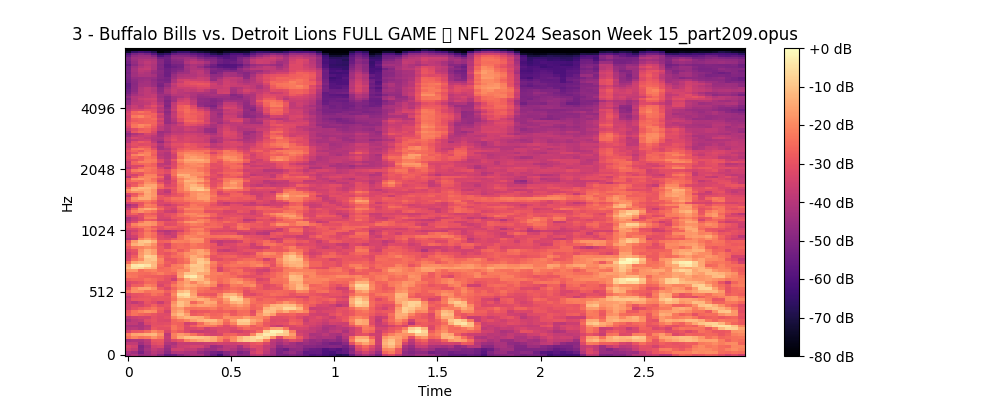 3 - Buffalo Bills vs. Detroit Lions FULL GAME ▯ NFL 2024 Season Week 15_part209.opus
+0 dB
4096
-10 dB
-20 dB
2048
-30 dB
Hz
1024
-40 dB
-50 dB
512
-60 dB
-70 dB
0
-80 dB
0 0.5 1 1.5 2 2.5
Time